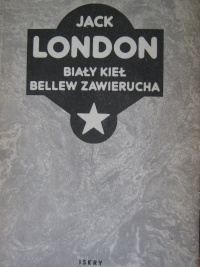 JACK
LONDON
BIAŁY KIEŁ
BELLEW ZAWIERUCHA
ISKRY